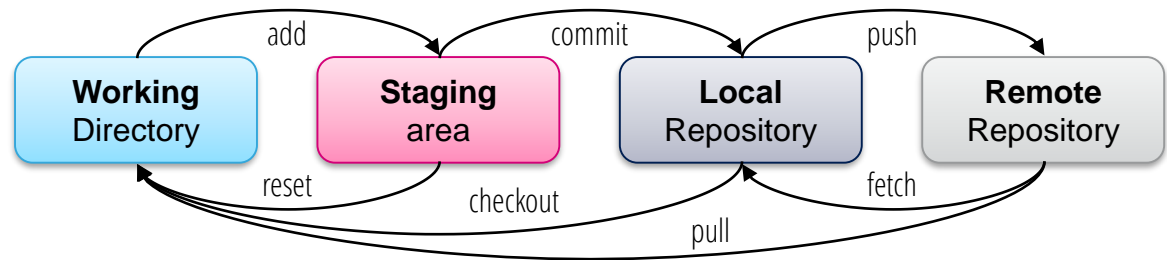 add
commit
push
Working
Directory
Staging
area
Local
Repository
Remote
Repository
reset
checkout
fetch
pull